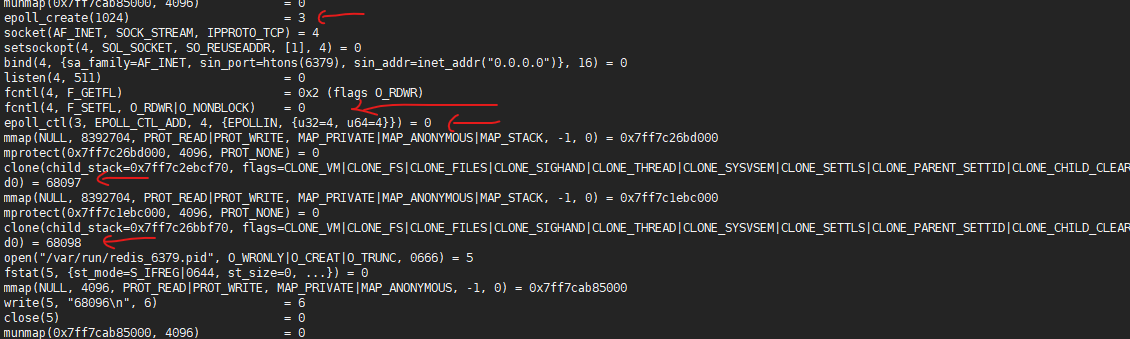 munmap(0x7ff7cab85000, 4096) = 0
epoll_create(1024) = 3
socket(AF_INET, SOCK_STREAM, IPPROTO_TCP) = 4
setsockopt(4, SOL_SOCKET, SO_REUSEADDR, [1], 4) = 0
bind(4, {sa_family=AF_INET, sin_port=htons(6379), sin_addr=inet_addr("0.0.0.0")}, 16) = 0
listen(4, 511) = 0
fcntl(4, F_GETFL) = 0x2 (flags O_RDWR)
fcntl(4, F_SETFL, O_RDWR|O_NONBLOCK) = 0
epoll_ctl(3, EPOLL_CTL_ADD, 4, {EPOLLIN, {u32=4, u64=4}}) = 0
mmap(NULL, 8392704, PROT_READ|PROT_WRITE, MAP_PRIVATE|MAP_ANONYMOUS|MAP_STACK, -1, 0) = 0x7ff7c26bd000
mprotect(0x7ff7c26bd000, 4096, PROT_NONE) = 0
clone(child_stack=0x7ff7c2ebcf70, flags=CLONE_VM|CLONE_FS|CLONE_FILES|CLONE_SIGHAND|CLONE_THREAD|CLONE_SYSVSEM|CLONE_SETTLS|CLONE_PARENT_SETTID|CLONE_CHILD_CLEAR
d0) = 68097
mmap(NULL, 8392704, PROT_READ|PROT_WRITE, MAP_PRIVATE|MAP_ANONYMOUS|MAP_STACK, -1, 0) = 0x7ff7c1ebc000
mprotect(0x7ff7c1ebc000, 4096, PROT_NONE) = 0
clone(child_stack=0x7ff7c26bbf70, flags=CLONE_VM|CLONE_FS|CLONE_FILES|CLONE_SIGHAND|CLONE_THREAD|CLONE_SYSVSEM|CLONE_SETTLS|CLONE_PARENT_SETTID|CLONE_CHILD_CLEAR
d0) = 68098
open("/var/run/redis_6379.pid", O_WRONLY|O_CREAT|O_TRUNC, 0666) = 5
fstat(5, {st_mode=S_IFREG|0644, st_size=0, ...}) = 0
mmap(NULL, 4096, PROT_READ|PROT_WRITE, MAP_PRIVATE|MAP_ANONYMOUS, -1, 0) = 0x7ff7cab85000
write(5, "68096\n", 6) = 6
close(5) = 0
munmap(0x7ff7cab85000, 4096) = 0